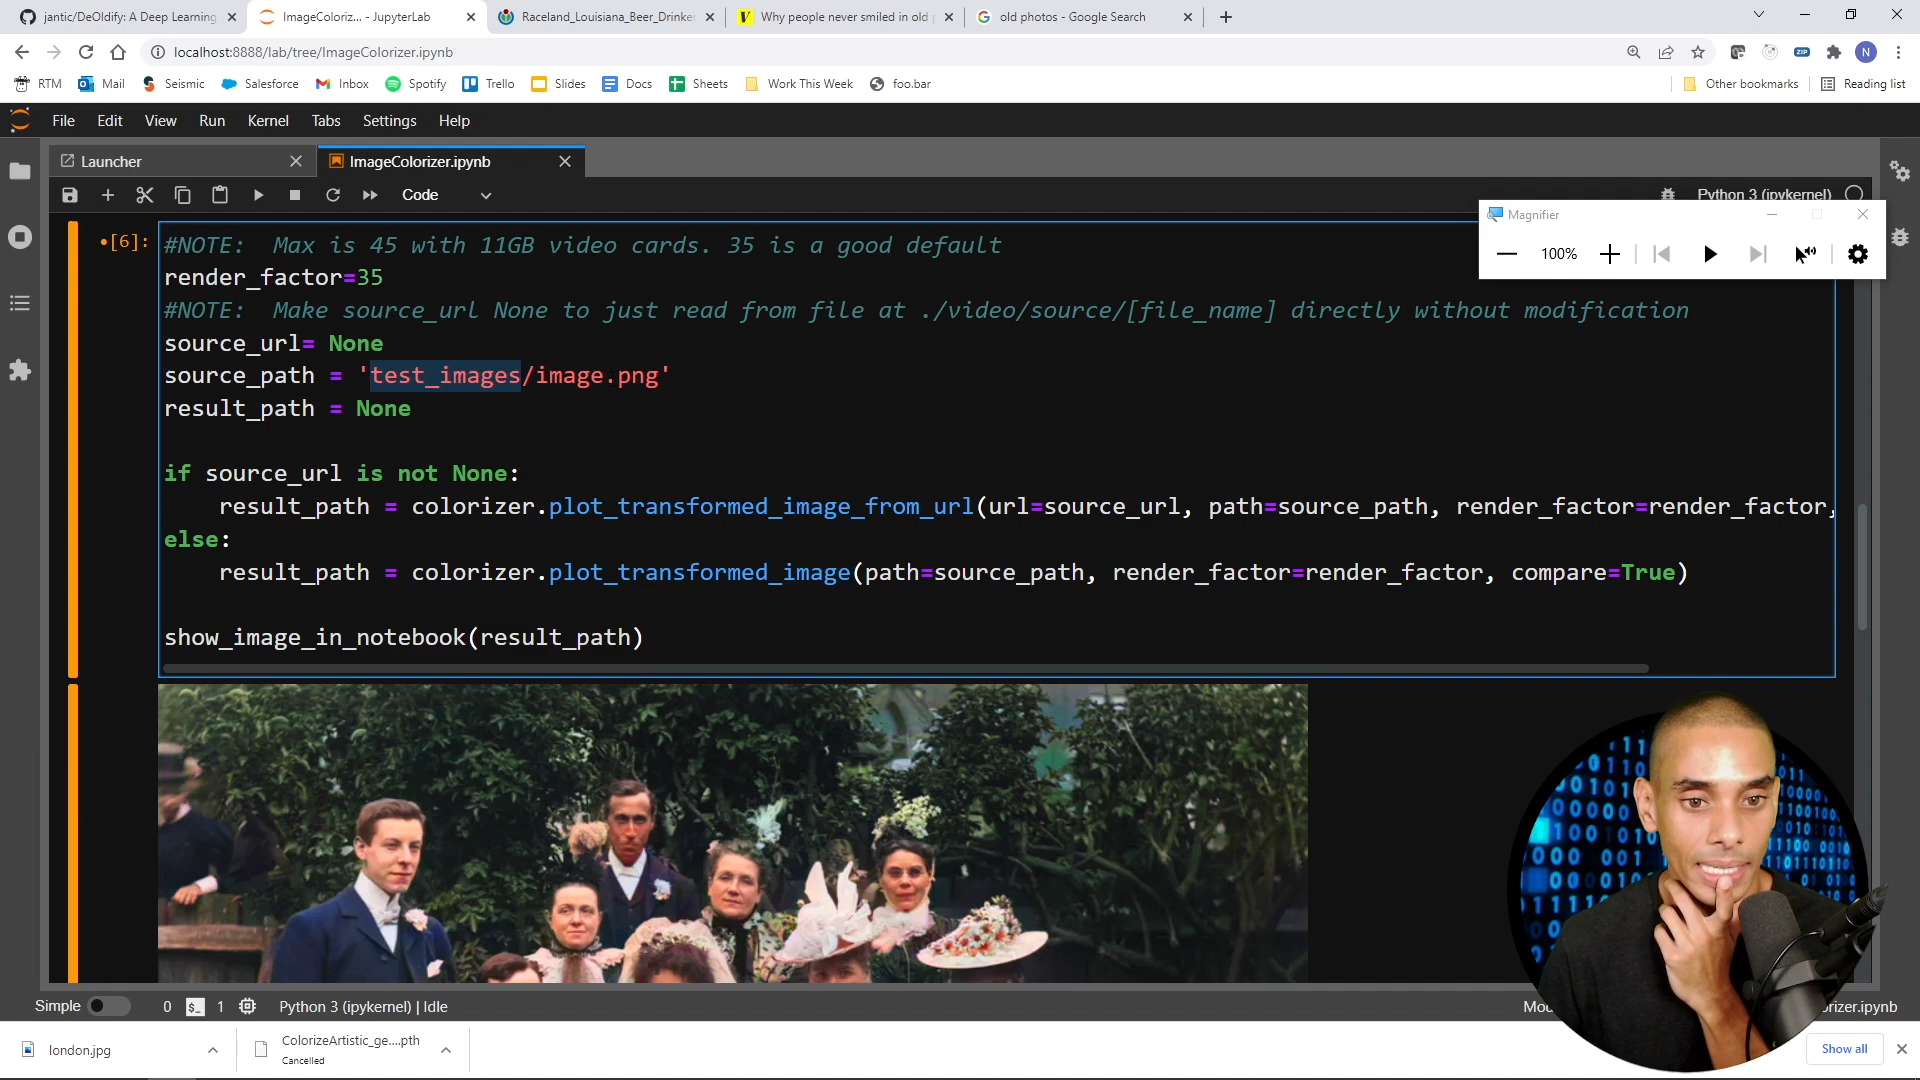 jantic/DeOldify: A Deep Learning
ImageColoriz... - JupyterLab
Raceland_Louisiana_Beer_Drinker
Why people never smiled in old p
old photos - Google Search
localhost:8888/lab/tree/ImageColorizer.ipynb
ZIP
N
RTM
Mail
Seismic
Salesforce
Inbox
Spotify
Trello
Slides
Docs
Sheets
Work This Week
foo.bar
Other bookmarks
Reading list
File Edit View Run Kernel Tabs Settings Help
Launcher
ImageColorizer.ipynb
Code
Python 3 (ipykernel)
Magnifier
100%
•[6]:
#NOTE:  Max is 45 with 11GB video cards. 35 is a good default
render_factor=35
#NOTE:  Make source_url None to just read from file at ./video/source/[file_name] directly without modification
source_url= None
source_path = 'test_images/image.png'
result_path = None
if source_url is not None:
    result_path = colorizer.plot_transformed_image_from_url(url=source_url, path=source_path, render_factor=render_factor,
else:
    result_path = colorizer.plot_transformed_image(path=source_path, render_factor=render_factor, compare=True)
show_image_in_notebook(result_path)
Simple
0
$_
1
Python 3 (ipykernel) | Idle
london.jpg
ColorizeArtistic_ge....pth
Cancelled
Show all